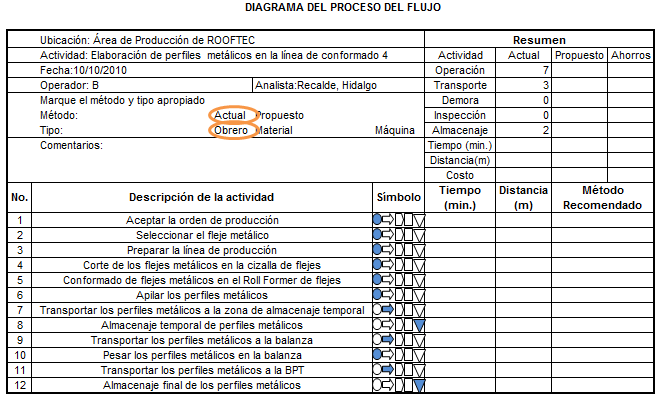 DIAGRAMA DEL PROCESO DEL FLUJO
Ubicación: Área de Producción de ROOFTEC Resumen
Actividad: Elaboración de perfiles metálicos en la línea de conformado 4 Actividad Actual Propuesto Ahorros
Fecha:10/10/2010 Operación 7
Operador: B Analista:Recalde, Hidalgo Transporte 3
Marque el método y tipo apropiado Demora 0
Método: Actual Propuesto Inspección 0
Tipo: Obrero Material Máquina Almacenaje 2
Comentarios: Tiempo (min.)
Distancia(m)
Costo
No. Descripción de la actividad Símbolo Tiempo (min.) Distancia (m) Método Recomendado
1 Aceptar la orden de producción
2 Seleccionar el fleje metálico
3 Preparar la línea de producción
4 Corte de los flejes metálicos en la cizalla de flejes
5 Conformado de flejes metálicos en el Roll Former de flejes
6 Apilar los perfiles metálicos
7 Transportar los perfiles metálicos a la zona de almacenaje temporal
8 Almacenaje temporal de perfiles metálicos
9 Transportar los perfiles metálicos a la balanza
10 Pesar los perfiles metálicos en la balanza
11 Transportar los perfiles metálicos a la BPT
12 Almacenaje final de los perfiles metálicos